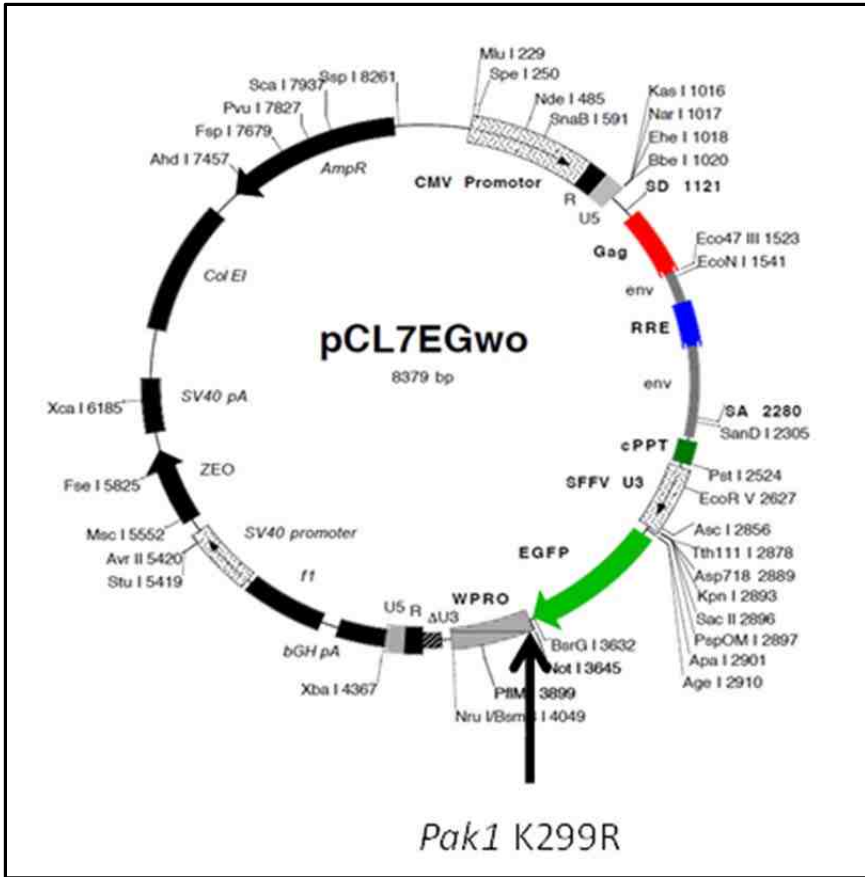 Mlu I 229
Spe I 250
Nde I 485
SnaB I 591
Kas I 1016
Nar I 1017
Ehe I 1018
Bbe I 1020
SD 1121
Ssp I 8261
Sca I 7937
Pvu I 7827
Fsp I 7679
Ahd I 7457
AmpR
CMV Promotor
R
U5
Gag
Eco47 III 1523
EcoN I 1541
env
RRE
env
SA 2280
SanD I 2305
cPPT
Pst I 2524
SFFV U3
EcoR V 2627
Asc I 2856
Tth111 I 2878
Asp718 2889
Kpn I 2893
Sac II 2896
PspOM I 2897
Apa I 2901
Age I 2910
EGFP
BsrG I 3632
Not I 3645
WPRO
PflM 3899
Nru I/Bsm I 4049
ΔU3
R
U5
Xba I 4367
bGH pA
f1
SV40 promoter
Stu I 5419
Avr II 5420
Msc I 5552
Fse I 5825
ZEO
Xca I 6185
SV40 pA
Col EI
pCL7EGwo
8379 bp
Pak1 K299R